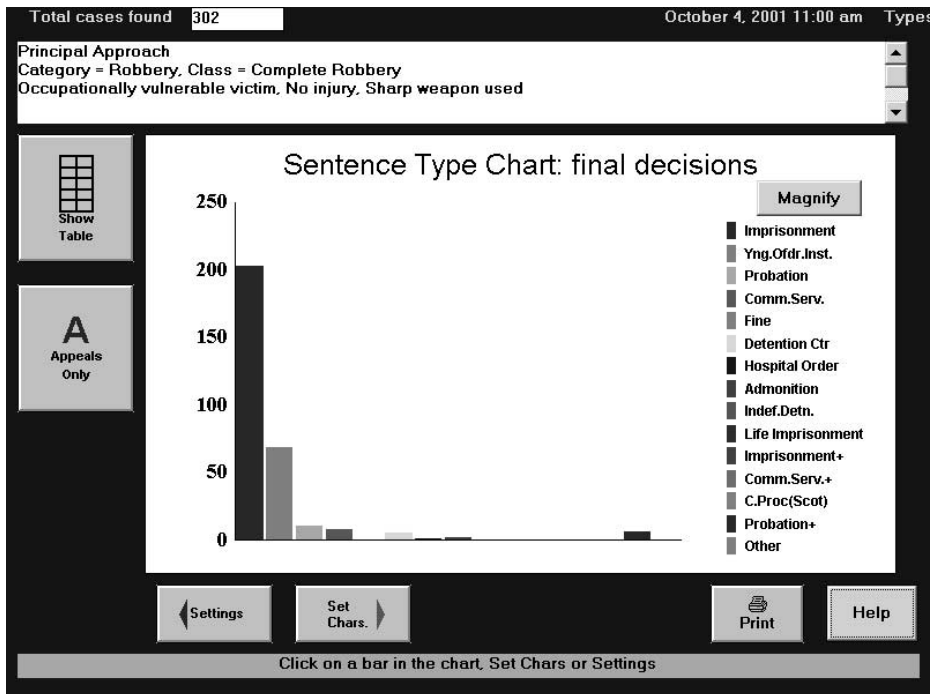 Total cases found 302 October 4, 2001 11:00 am Types
Principal Approach
Category = Robbery, Class = Complete Robbery
Occupationally vulnerable victim, No injury, Sharp weapon used
Show
Table
A
Appeals
Only
Sentence Type Chart: final decisions
Magnify
250
200
150
100
50
0
Imprisonment
Yng.Ofdr.Inst.
Probation
Comm.Serv.
Fine
Detention Ctr
Hospital Order
Admonition
Indef.Detn.
Life Imprisonment
Imprisonment+
Comm.Serv.+
C.Proc(Scot)
Probation+
Other
Settings
Set
Chars.
Print
Help
Click on a bar in the chart, Set Chars or Settings